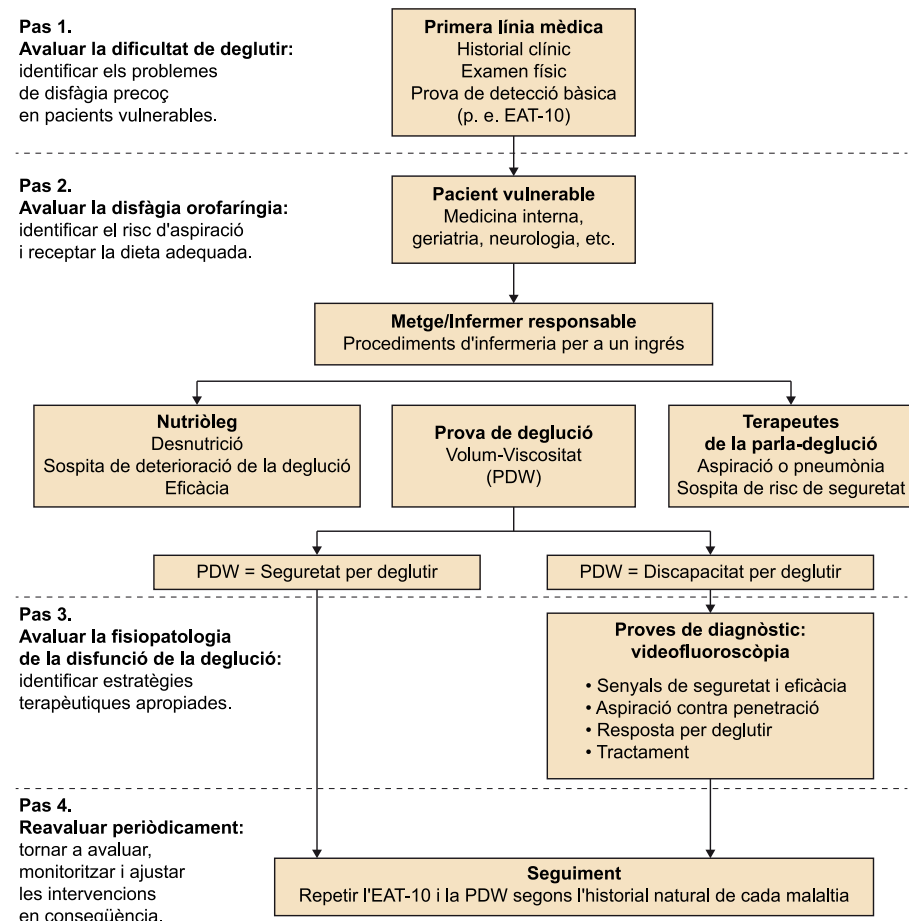 Pas 1.
Avaluar la dificultat de deglutir:
identificar els problemes
de disfàgia precoç
en pacients vulnerables.
Primera línia mèdica
Historial clínic
Examen físic
Prova de detecció bàsica
(p. e. EAT-10)
Pas 2.
Avaluar la disfàgia orofaríngia:
identificar el risc d'aspiració
i receptar la dieta adequada.
Pacient vulnerable
Medicina interna,
geriatria, neurologia, etc.
Metge/Infermer responsable
Procediments d'infermeria per a un ingrés
Nutriòleg
Desnutrició
Sospita de deterioració de la deglució
Eficàcia
Prova de deglució
Volum-Viscositat
(PDW)
Terapeutes
de la parla-deglució
Aspiració o pneumònia
Sospita de risc de seguretat
PDW = Seguretat per deglutir
PDW = Discapacitat per deglutir
Pas 3.
Avaluar la fisiopatologia
de la disfunció de la deglució:
identificar estratègies
terapèutiques apropiades.
Proves de diagnòstic:
videofluoroscòpia
• Senyals de seguretat i eficàcia
• Aspiració contra penetració
• Resposta per deglutir
• Tractament
Pas 4.
Reavaluar periòdicament:
tornar a avaluar,
monitoritzar i ajustar
les intervencions
en conseqüència.
Seguiment
Repetir l'EAT-10 i la PDW segons l'historial natural de cada malaltia